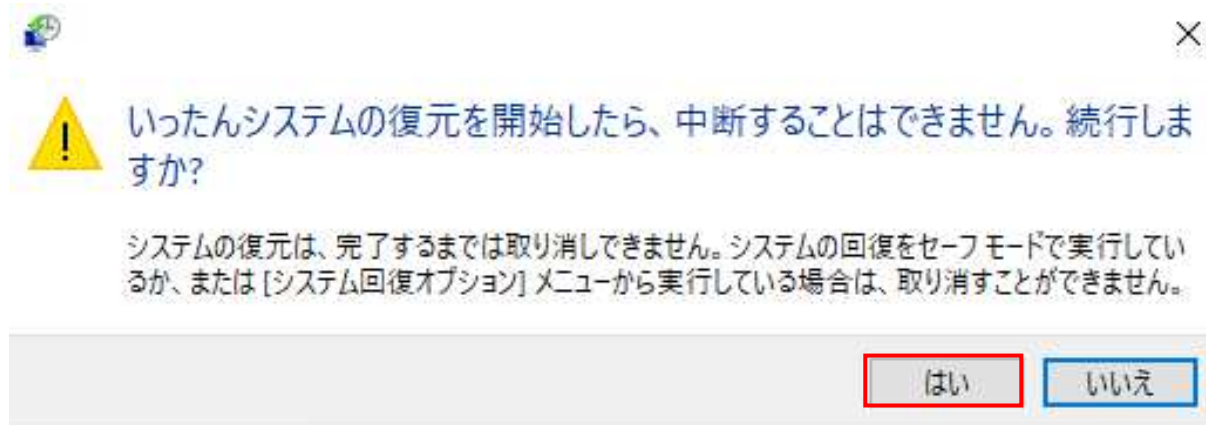 いったんシステムの復元を開始したら、中断することはできません。続行しま
すか?
システムの復元は、完了するまでは取り消しできません。システムの回復をセーフ モードで実行してい
るか、または [システム回復オプション] メニューから実行している場合は、取り消すことができません。
はい いいえ